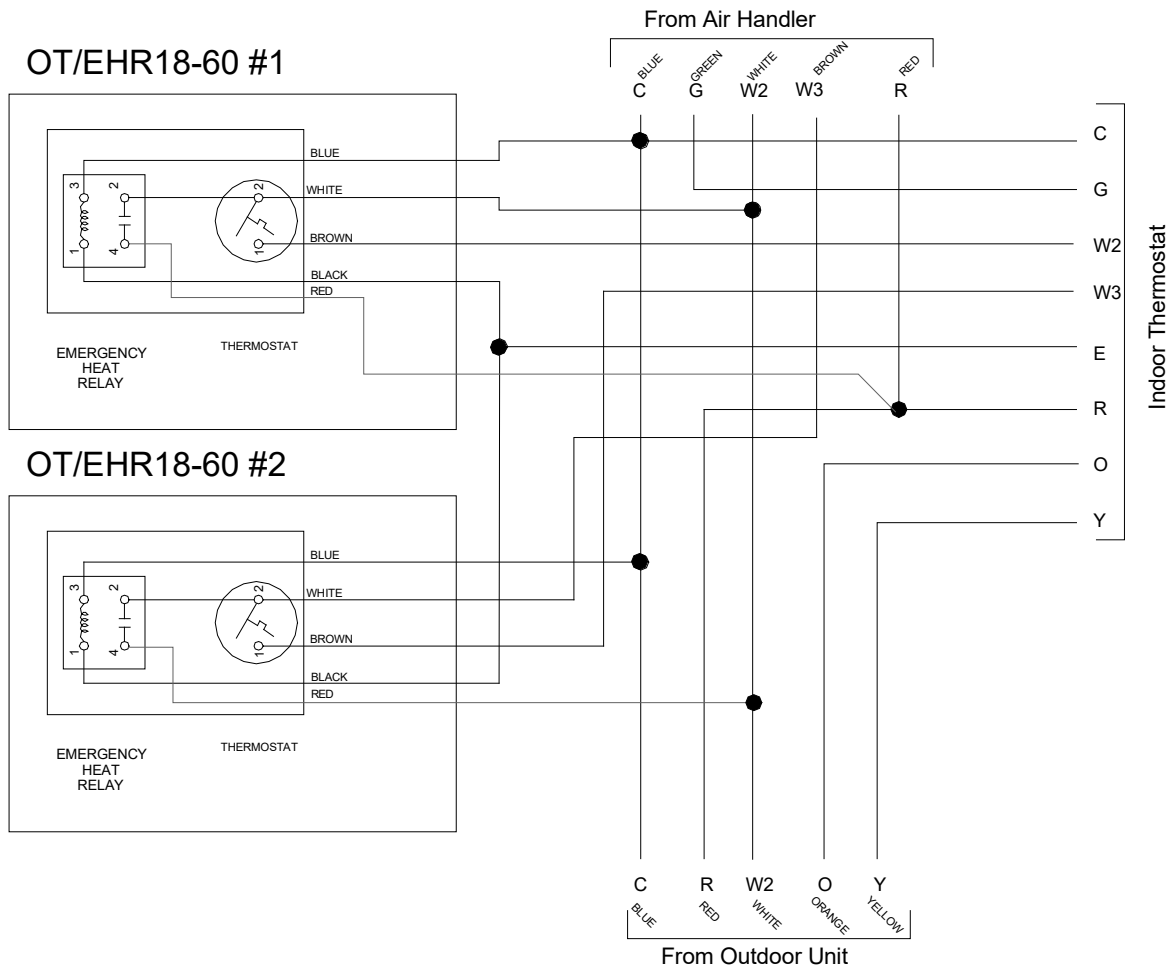 From Air Handler
BLUE
GREEN
WHITE
BROWN
RED
C
G
W2
W3
R
OT/EHR18-60 #1
3
2
1
4
2
1
BLUE
WHITE
BROWN
BLACK
RED
EMERGENCY
HEAT
RELAY
THERMOSTAT
C
G
W2
W3
E
R
O
Y
Indoor Thermostat
OT/EHR18-60 #2
3
2
1
4
2
1
BLUE
WHITE
BROWN
BLACK
RED
EMERGENCY
HEAT
RELAY
THERMOSTAT
C
R
W2
O
Y
BLUE
RED
WHITE
ORANGE
YELLOW
From Outdoor Unit